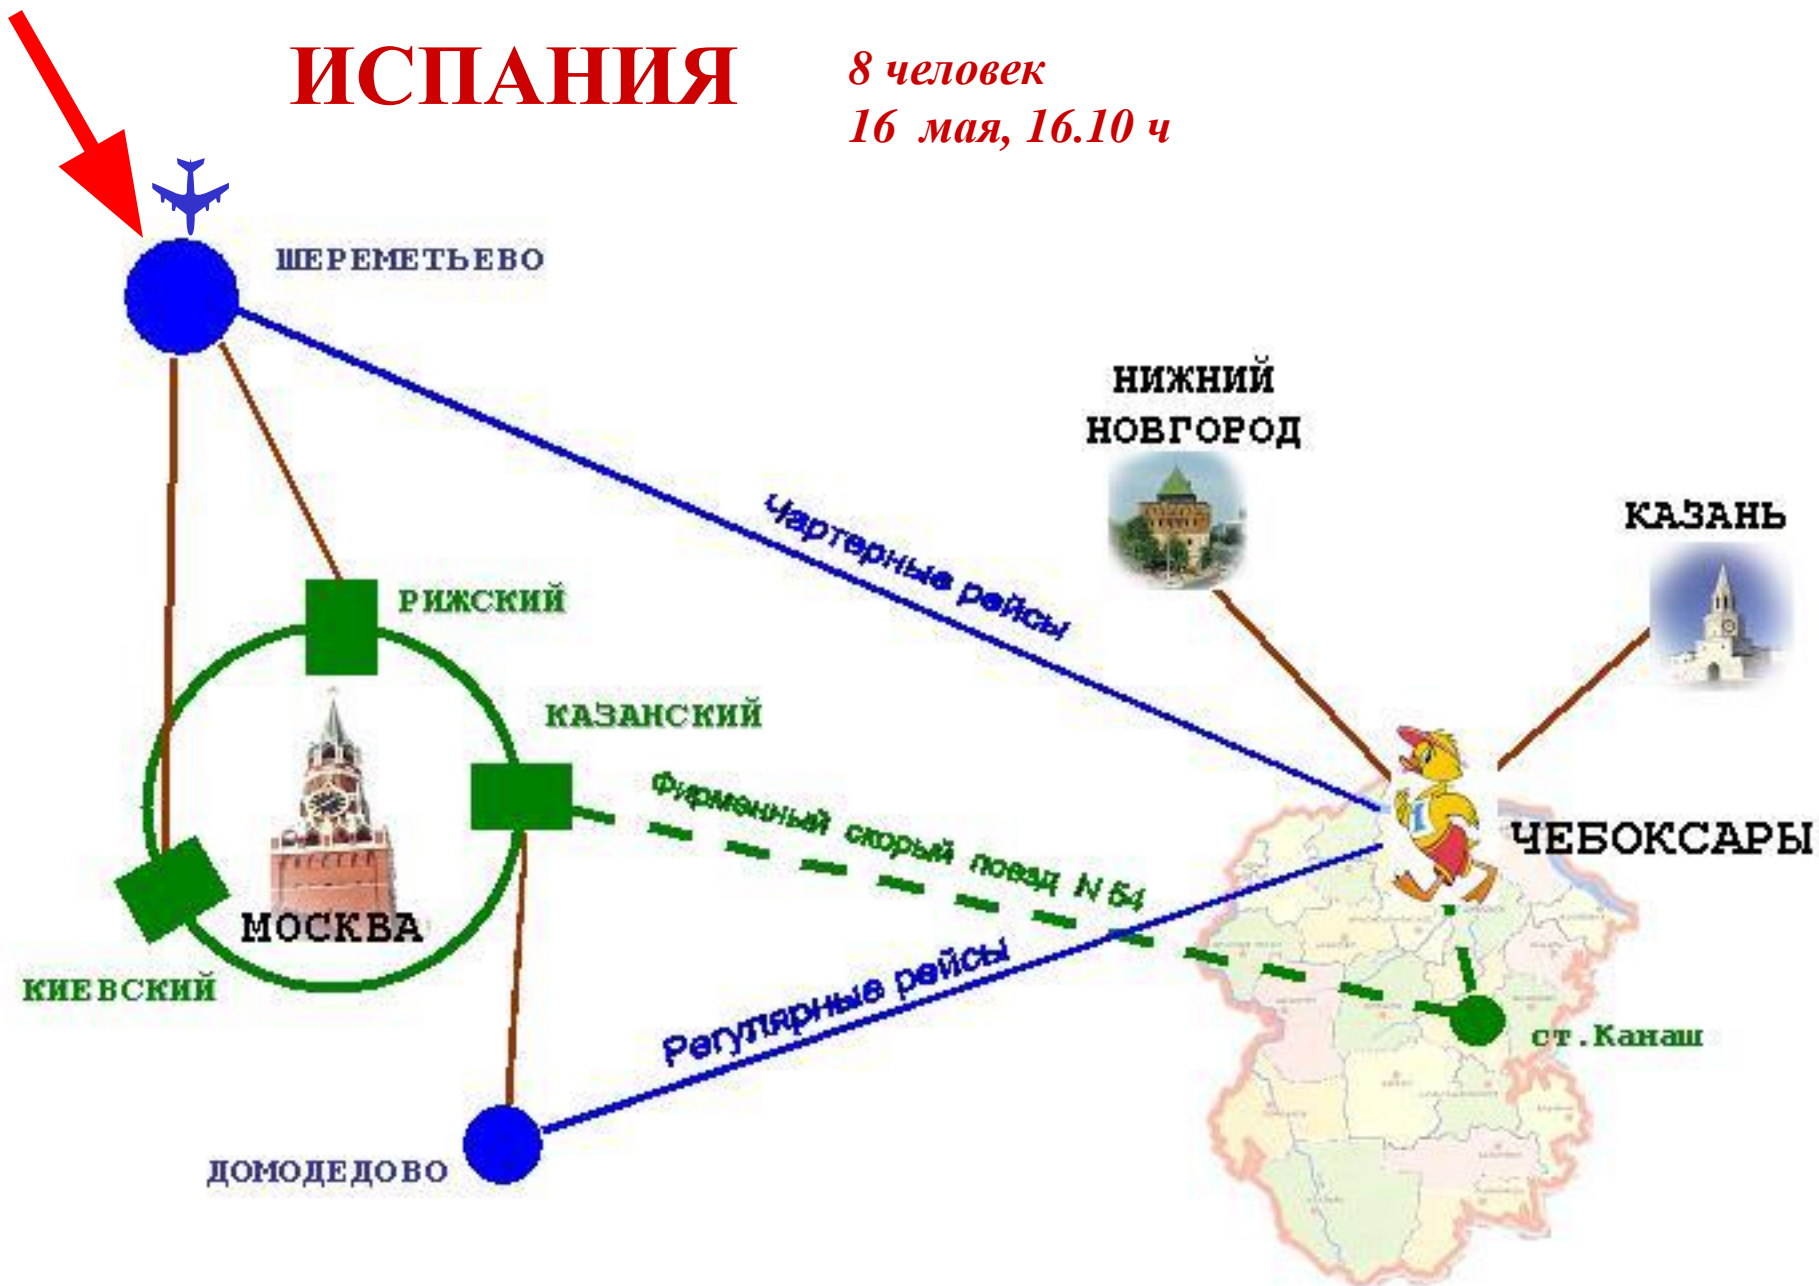 ИСПАНИЯ
8 человек
16 мая, 16.10 ч
ШЕРЕМЕТЬЕВО
НИЖНИЙ
НОВГОРОД
КАЗАНЬ
Чартерные рейсы
РИЖСКИЙ
КАЗАНСКИЙ
Фирменный скорый поезд N 54
ЧЕБОКСАРЫ
МОСКВА
КИЕВСКИЙ
Регулярные рейсы
ст.Канаш
ДОМОДЕДОВО